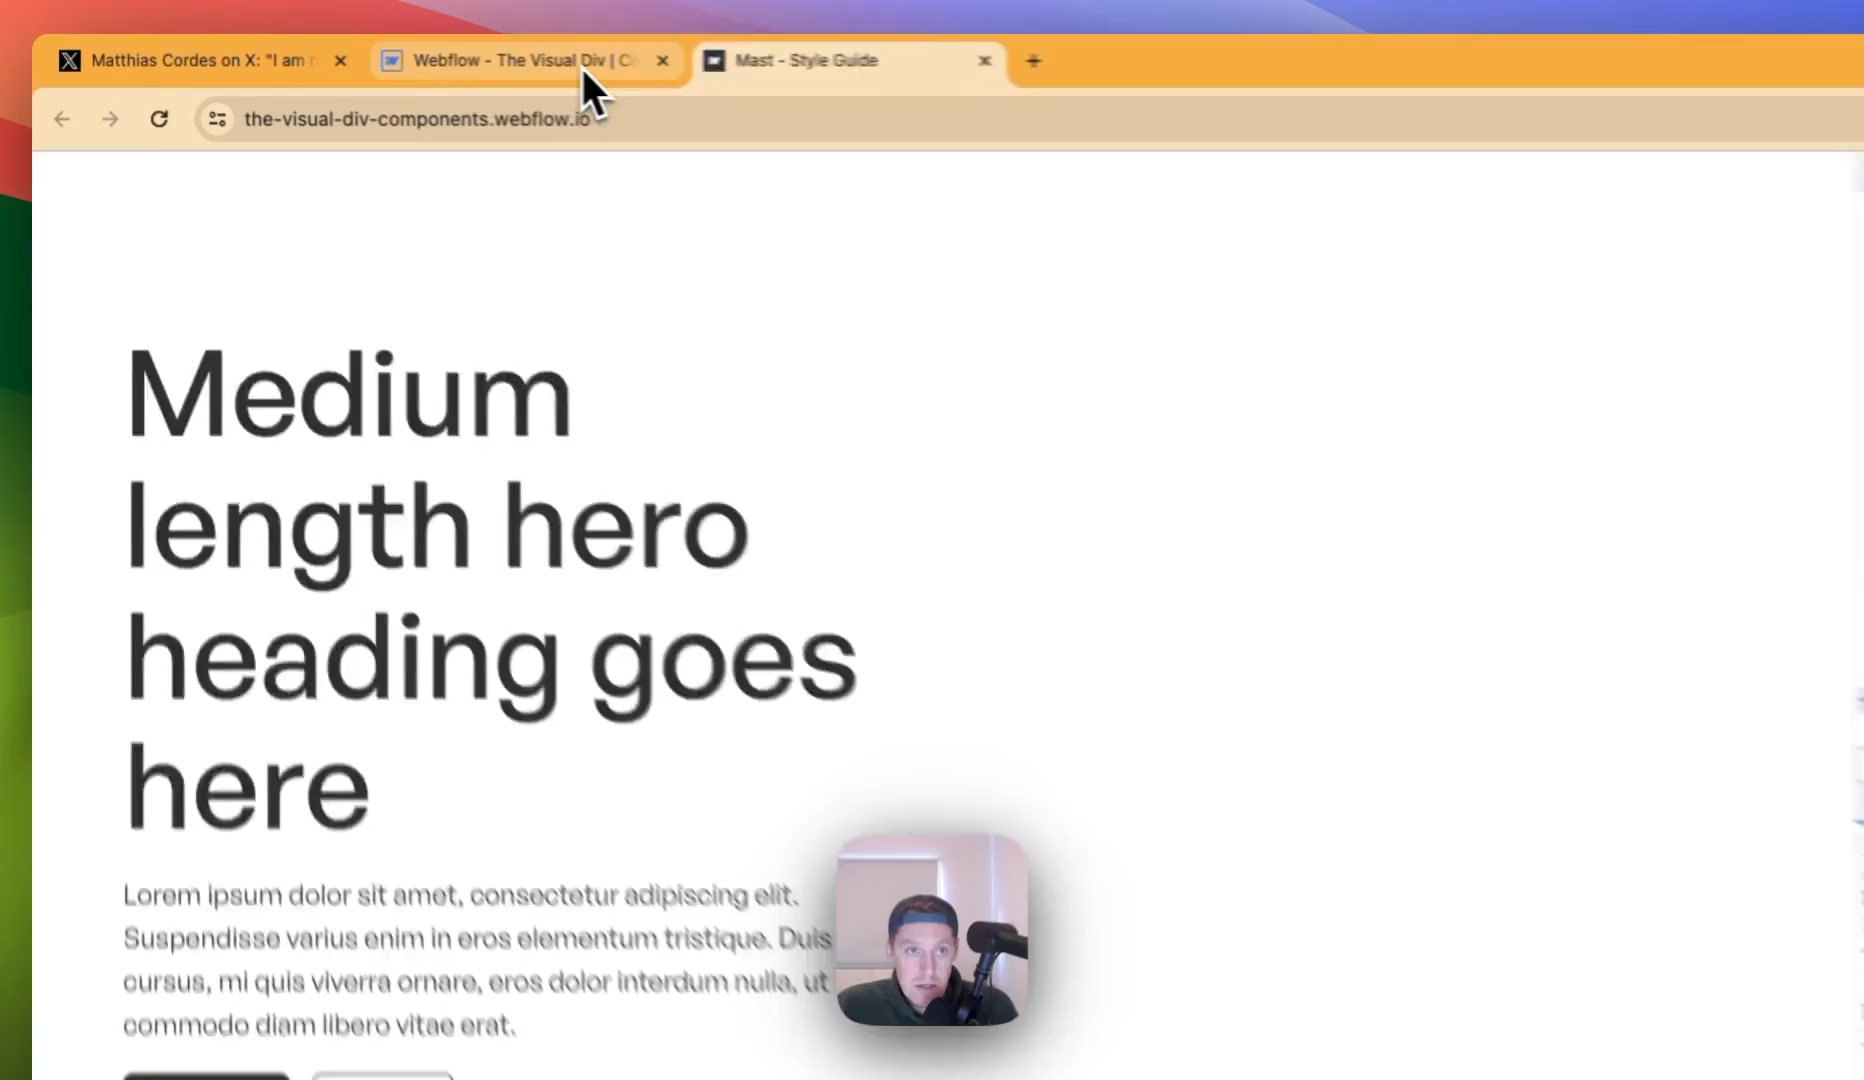 Matthias Cordes on X: "I am
Webflow - The Visual Div |
Mast - Style Guide
the-visual-div-components.webflow.io
Medium
length hero
heading goes
here
Lorem ipsum dolor sit amet, consectetur adipiscing elit.
Suspendisse varius enim in eros elementum tristique. Duis
cursus, mi quis viverra ornare, eros dolor interdum nulla, ut
commodo diam libero vitae erat.